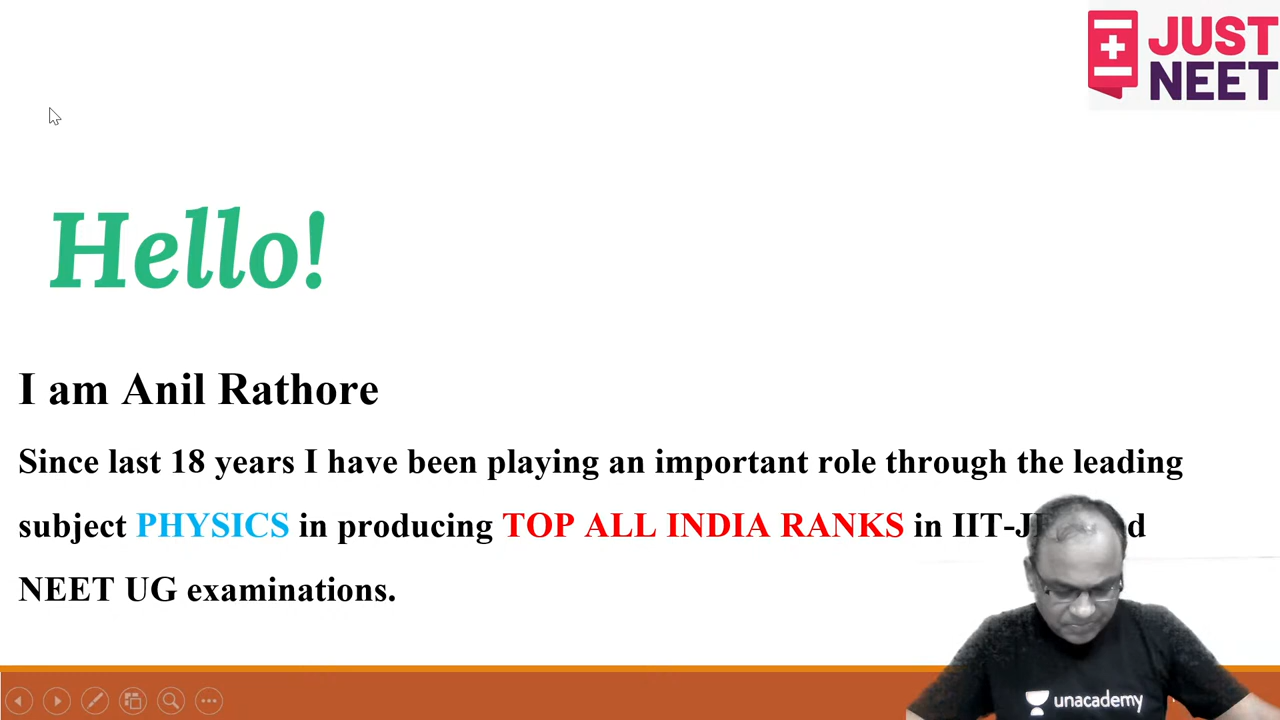 JUST
NEET
Hello!
I am Anil Rathore
Since last 18 years I have been playing an important role through the leading
subject PHYSICS in producing TOP ALL INDIA RANKS in
NEET UG examinations.
unacademy